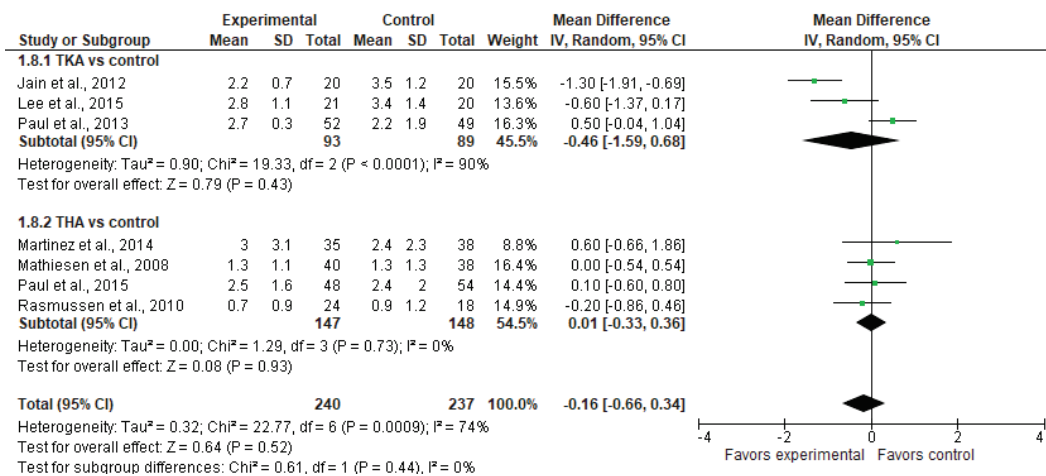 Experimental Control Mean Difference Mean Difference
Study or Subgroup Mean SD Total Mean SD Total Weight IV, Random, 95% CI IV, Random, 95% CI
1.8.1 TKA vs control
Jain et al., 2012 2.2 0.7 20 3.5 1.2 20 15.5% -1.30 [-1.91, -0.69]
Lee et al., 2015 2.8 1.1 21 3.4 1.4 20 13.6% -0.60 [-1.37, 0.17]
Paul et al., 2013 2.7 0.3 52 2.2 1.9 49 16.3% 0.50 [-0.04, 1.04]
Subtotal (95% CI) 93 89 45.5% -0.46 [-1.59, 0.68]
Heterogeneity: Tau² = 0.90; Chi² = 19.33, df = 2 (P < 0.0001); I² = 90%
Test for overall effect: Z = 0.79 (P = 0.43)
1.8.2 THA vs control
Martinez et al., 2014 3 3.1 35 2.4 2.3 38 8.8% 0.60 [-0.66, 1.86]
Mathiesen et al., 2008 1.3 1.1 40 1.3 1.3 38 16.4% 0.00 [-0.54, 0.54]
Paul et al., 2015 2.5 1.6 48 2.4 2 54 14.4% 0.10 [-0.60, 0.80]
Rasmussen et al., 2010 0.7 0.9 24 0.9 1.2 18 14.9% -0.20 [-0.86, 0.46]
Subtotal (95% CI) 147 148 54.5% 0.01 [-0.33, 0.36]
Heterogeneity: Tau² = 0.00; Chi² = 1.29, df = 3 (P = 0.73); I² = 0%
Test for overall effect: Z = 0.08 (P = 0.93)
Total (95% CI) 240 237 100.0% -0.16 [-0.66, 0.34]
Heterogeneity: Tau² = 0.32; Chi² = 22.77, df = 6 (P = 0.0009); I² = 74%
Test for overall effect: Z = 0.64 (P = 0.52)
Test for subgroup differences: Chi² = 0.61, df = 1 (P = 0.44), I² = 0%
-4 -2 0 2 4
Favors experimental Favors control